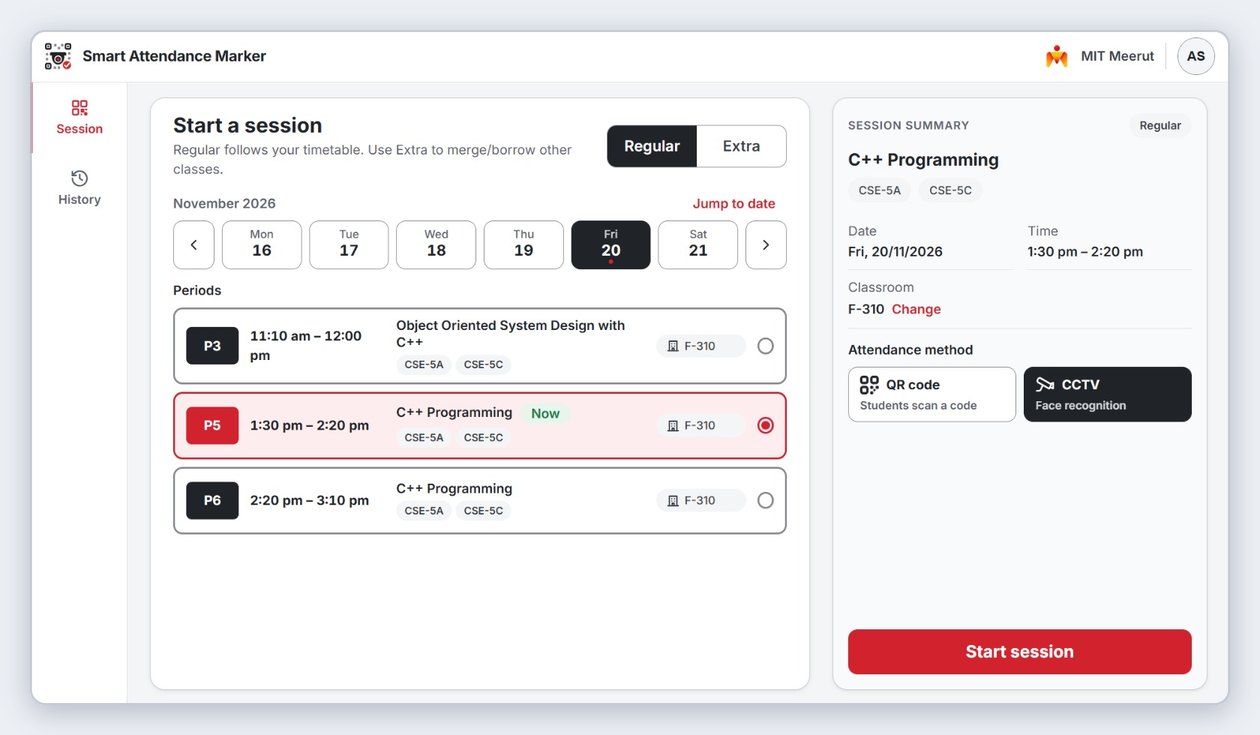 Smart Attendance Marker
MIT Meerut
AS
Session
History
Start a session
Regular follows your timetable. Use Extra to merge/borrow other
classes.
Regular
Extra
November 2026
Jump to date
Mon
16
Tue
17
Wed
18
Thu
19
Fri
20
Sat
21
Periods
P3
11:10 am – 12:00
pm
Object Oriented System Design with
C++
CSE-5A
CSE-5C
F-310
P5
1:30 pm – 2:20 pm
C++ Programming
Now
CSE-5A
CSE-5C
F-310
P6
2:20 pm – 3:10 pm
C++ Programming
CSE-5A
CSE-5C
F-310
SESSION SUMMARY
Regular
C++ Programming
CSE-5A
CSE-5C
Date
Fri, 20/11/2026
Time
1:30 pm – 2:20 pm
Classroom
F-310 Change
Attendance method
QR code
Students scan a code
CCTV
Face recognition
Start session